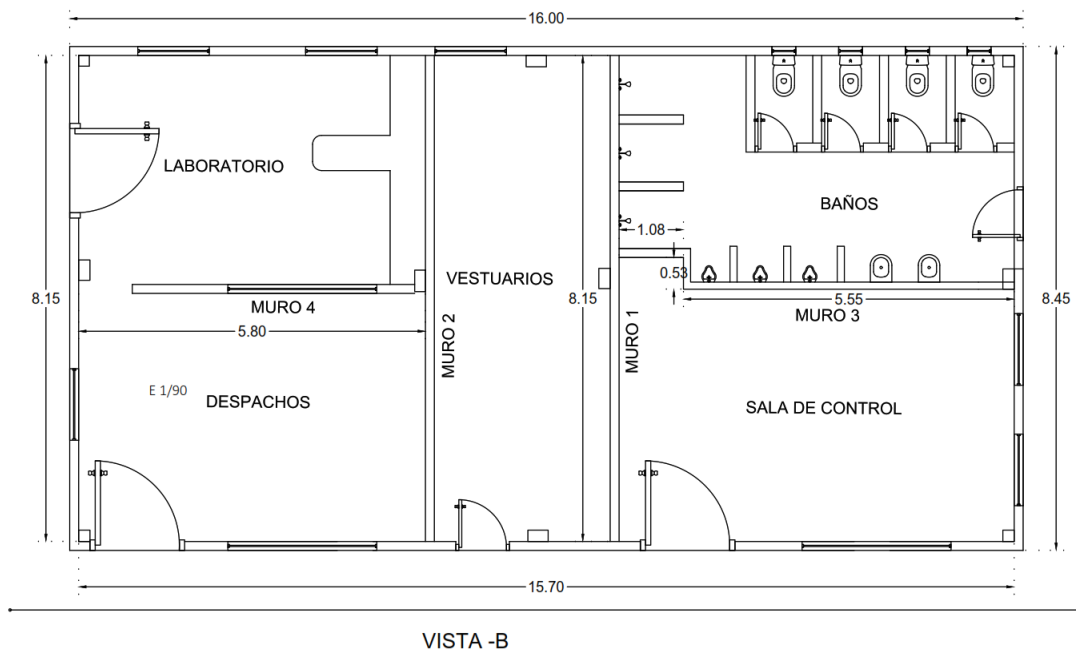 16.00
LABORATORIO
BAÑOS
1.08
0.53
VESTUARIOS
8.15
8.15
5.55
8.45
MURO 4
MURO 3
5.80
MURO 2
MURO 1
E 1/90
DESPACHOS
SALA DE CONTROL
15.70
VISTA -B